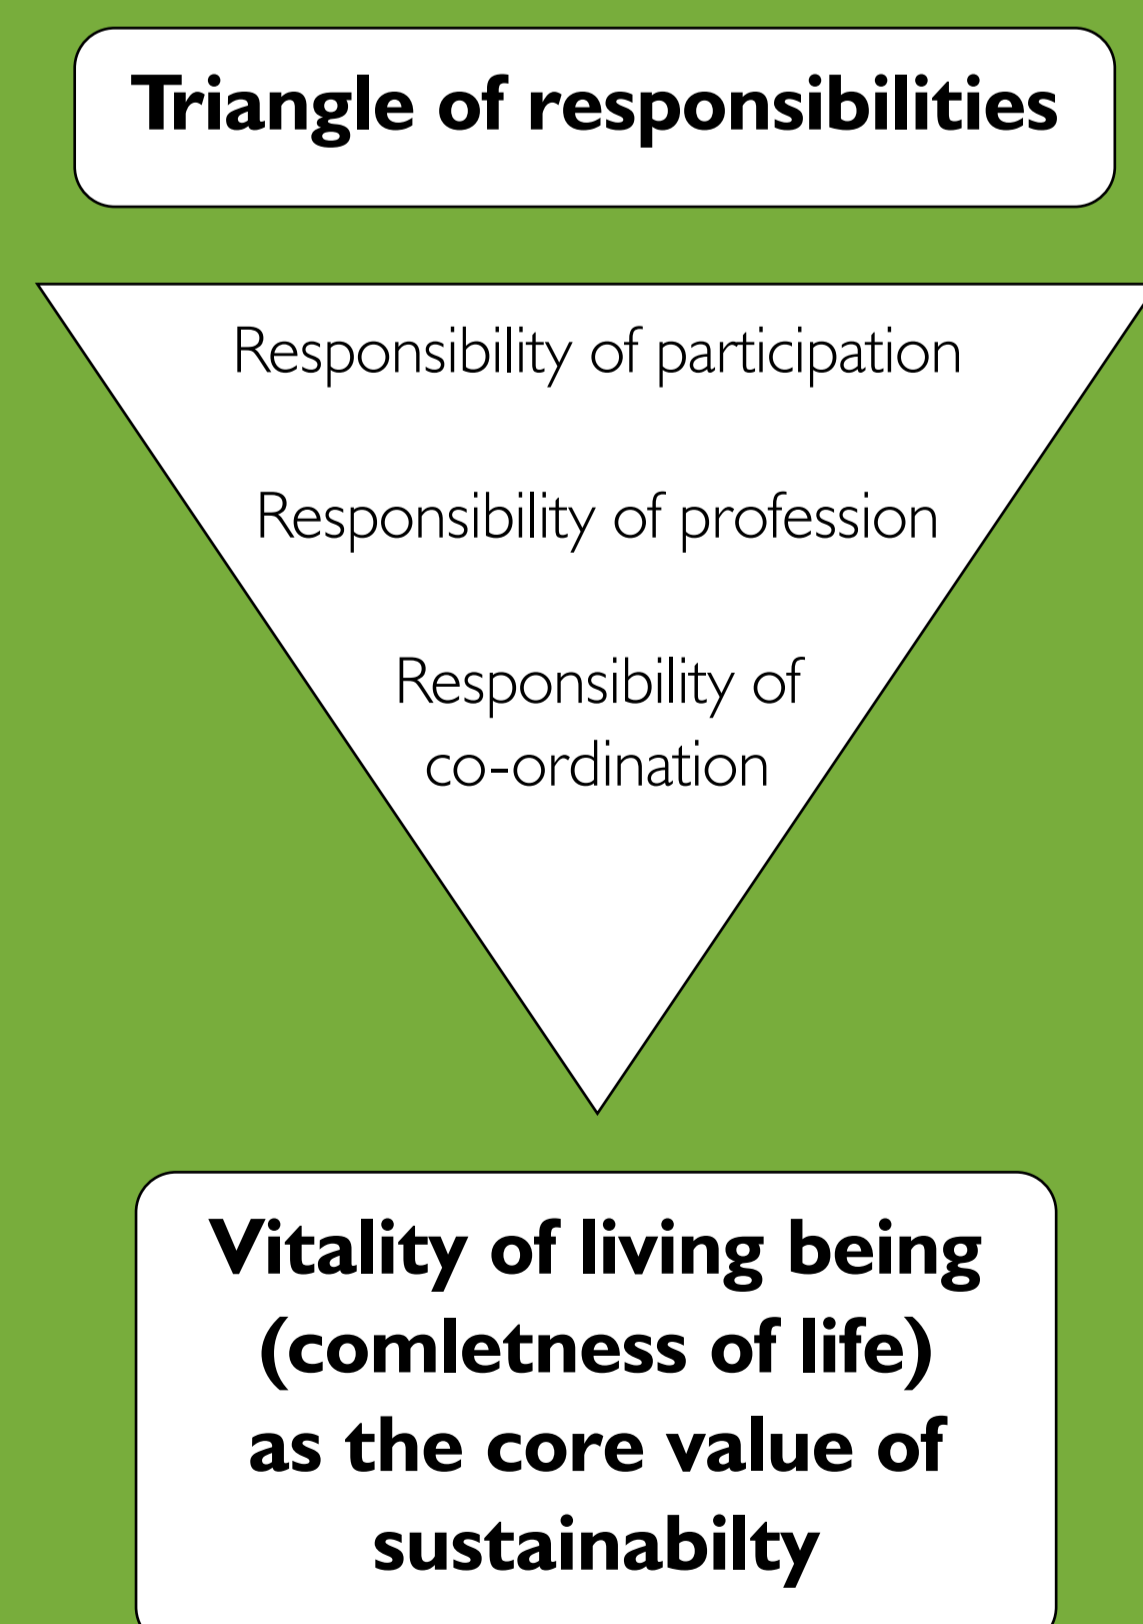 Triangle of responsibilities
Responsibility of participation
Responsibility of profession
Responsibility of
co-ordination
Vitality of living being
(comletness of life)
as the core value of
sustainabilty